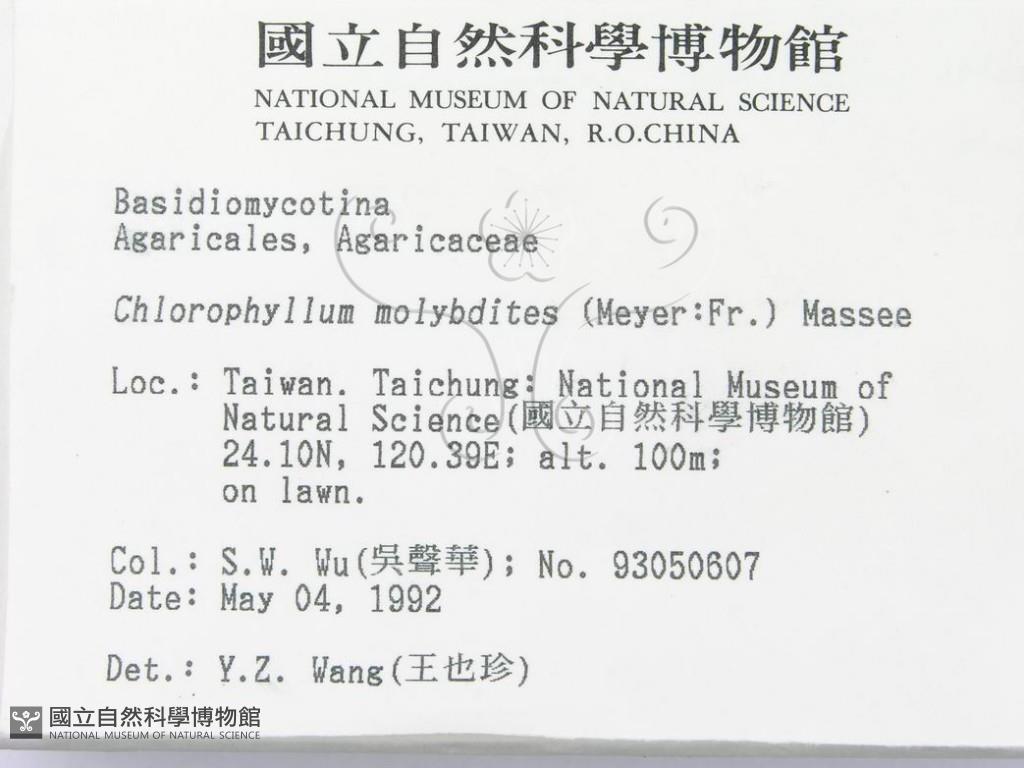 國立自然科學博物館
NATIONAL MUSEUM OF NATURAL SCIENCE
TAICHUNG, TAIWAN, R.O.CHINA
Basidiomycotina
Agaricales, Agaricaceae
Chlorophyllum molybdites (Meyer:Fr.) Massee
Loc.: Taiwan. Taichung: National Museum of
Natural Science(國立自然科學博物館)
24.10N, 120.39E; alt. 100m;
on lawn.
Col.: S.W. Wu(吳聲華); No. 93050607
Date: May 04, 1992
Det.: Y.Z. Wang(王也珍)
國立自然科學博物館
NATIONAL MUSEUM OF NATURAL SCIENCE